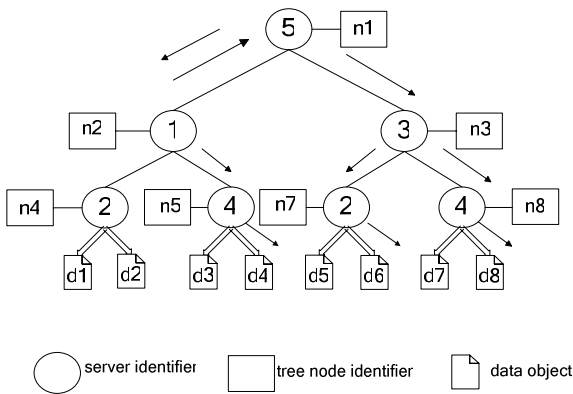 5 n1
n2 1 3 n3
n4 2 n5 4 n7 2 4 n8
d1 d2 d3 d4 d5 d6 d7 d8
server identifier tree node identifier data object